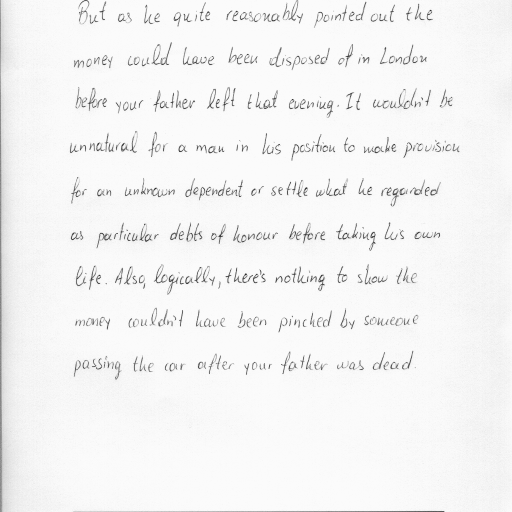 But as he quite reasonably pointed out the
money could have been disposed of in London
before your father left that evening. It wouldn't be
unnatural for a man in his position to make provision
for an unknown dependent or settle what he regarded
as particular debts of honour before taking his own
life. Also, logically, there's nothing to show the
money couldn't have been pinched by someone
passing the car after your father was dead.